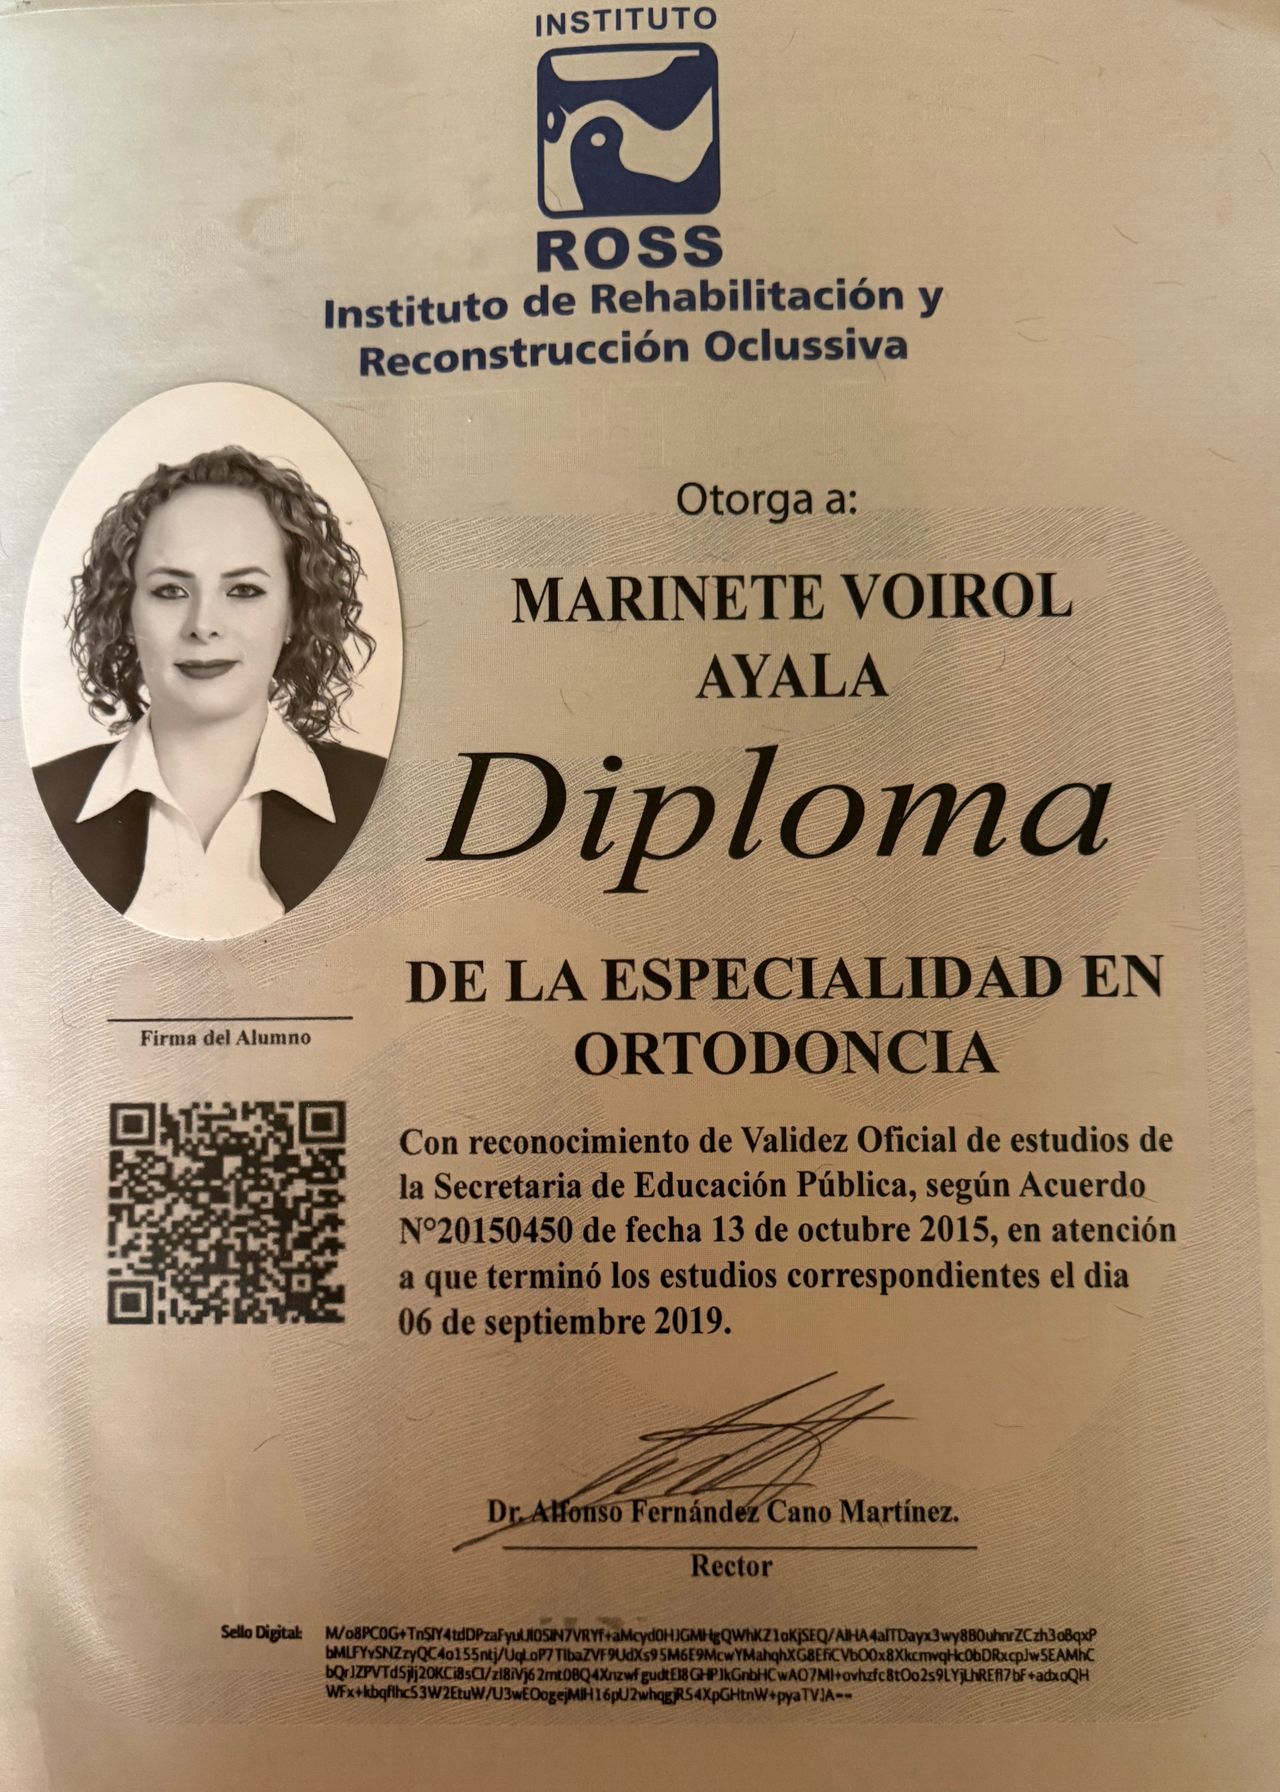 INSTITUTO
ROSS
Instituto de Rehabilitación y
Reconstrucción Oclussiva
Otorga a:
MARINETE VOIROL
AYALA
Diploma
DE LA ESPECIALIDAD EN
ORTODONCIA
Firma del Alumno
Con reconocimiento de Validez Oficial de estudios de
la Secretaria de Educación Pública, según Acuerdo
N°20150450 de fecha 13 de octubre 2015, en atención
a que terminó los estudios correspondientes el dia
06 de septiembre 2019.
Dr. Alfonso Fernández Cano Martínez.
Rector
Sello Digital: